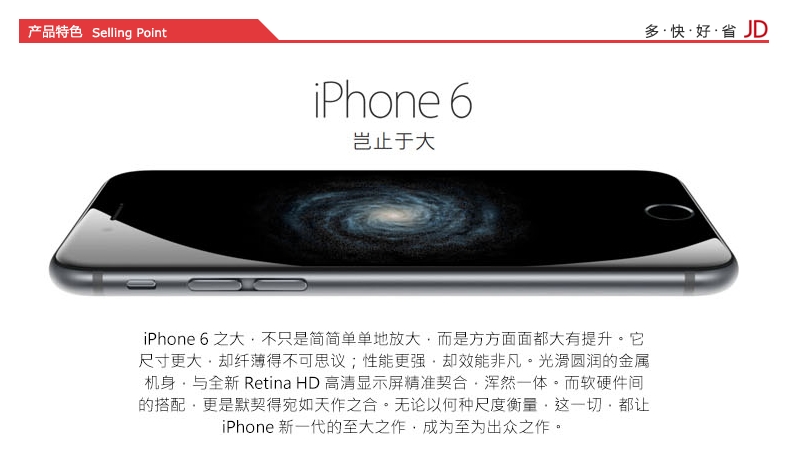 产品特色 Selling Point
多·快·好·省 JD
iPhone 6
岂止于大
iPhone 6 之大，不只是简简单单地放大，而是方方面面都大有提升。它
尺寸更大，却纤薄得不可思议；性能更强，却效能非凡。光滑圆润的金属
机身，与全新 Retina HD 高清显示屏精准契合，浑然一体。而软硬件间
的搭配，更是默契得宛如天作之合。无论以何种尺度衡量，这一切，都让
iPhone 新一代的至大之作，成为至为出众之作。